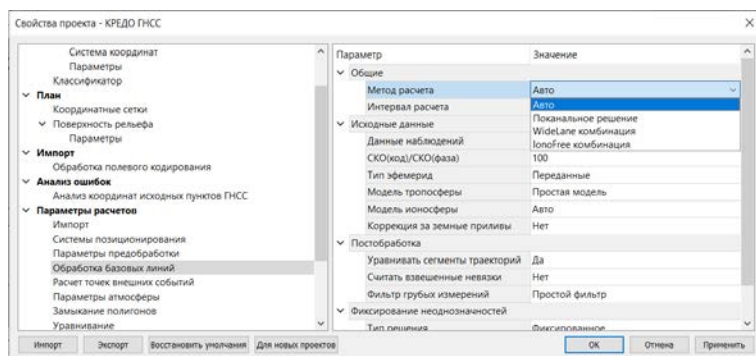 Свойства проекта - КРЕДО ГНСС
Система координат
Параметры
Классификатор
План
Координатные сетки
Поверхность рельефа
Параметры
Импорт
Обработка полевого кодирования
Анализ ошибок
Анализ координат исходных пунктов ГНСС
Параметры расчетов
Импорт
Системы позиционирования
Параметры предобработки
Обработка базовых линий
Расчет точек внешних событий
Параметры атмосферы
Замыкание полигонов
Уравнивание
Параметр Значение
Общие
Метод расчета Авто
Интервал расчета Авто
Поканальное решение
WideLane комбинация
IonoFree комбинация
Исходные данные
Данные наблюдений
СКО(код)/СКО(фаза) 100
Тип эфемерид Переданные
Модель тропосферы Простая модель
Модель ионосферы Авто
Коррекция за земные приливы Нет
Постобработка
Уравнивать сегменты траекторий Да
Считать взвешенные невязки Нет
Фильтр грубых измерений Простой фильтр
Фиксирование неоднозначностей
Тип решения Фиксированное
Импорт Экспорт Восстановить умолчания Для новых проектов ОК Отмена Применить